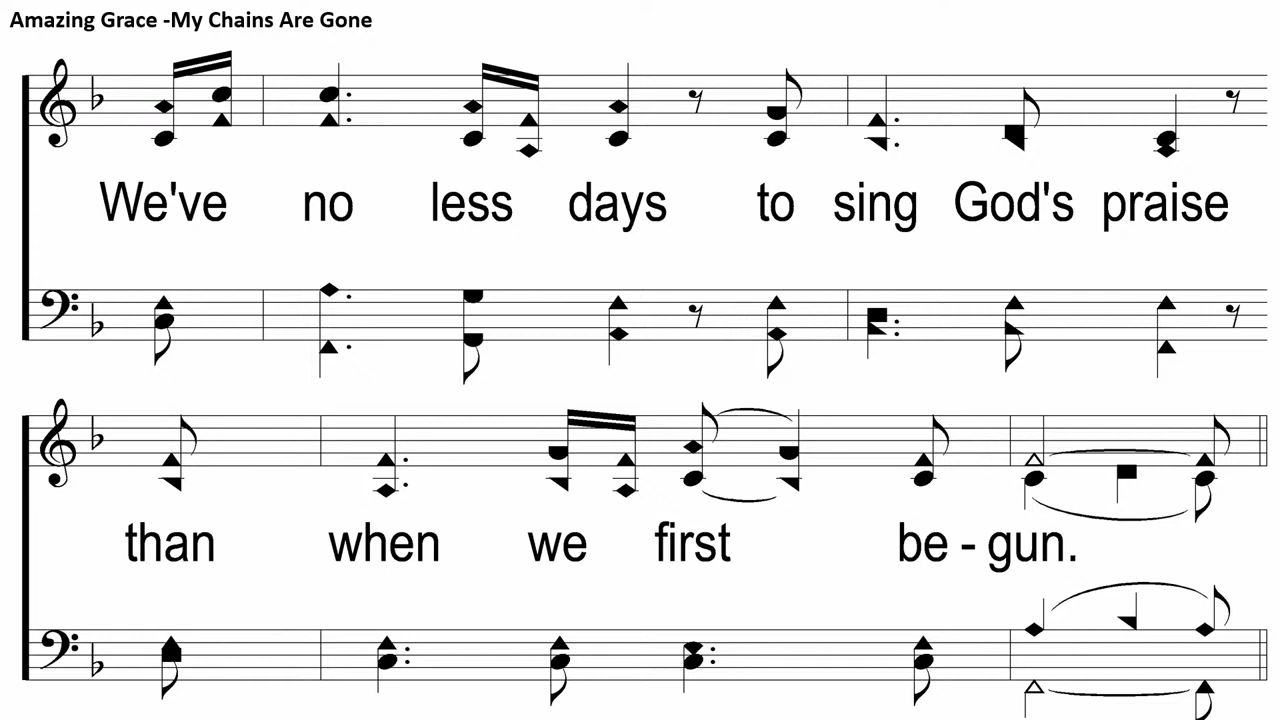 Amazing Grace -My Chains Are Gone
We've no less days to sing God's praise
than when we first be - gun.